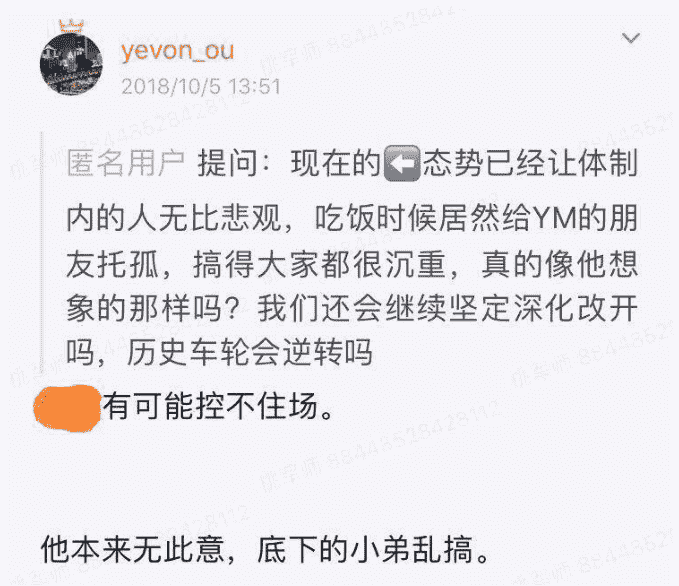 yevon_ou
2018/10/5 13:51
匿名用户 提问：现在的⬅️态势已经让体制
内的人无比悲观，吃饭时候居然给YM的朋
友托孤，搞得大家都很沉重，真的像他想
象的那样吗？我们还会继续坚定深化改开
吗，历史车轮会逆转吗
有可能控不住场。
他本来无此意，底下的小弟乱搞。